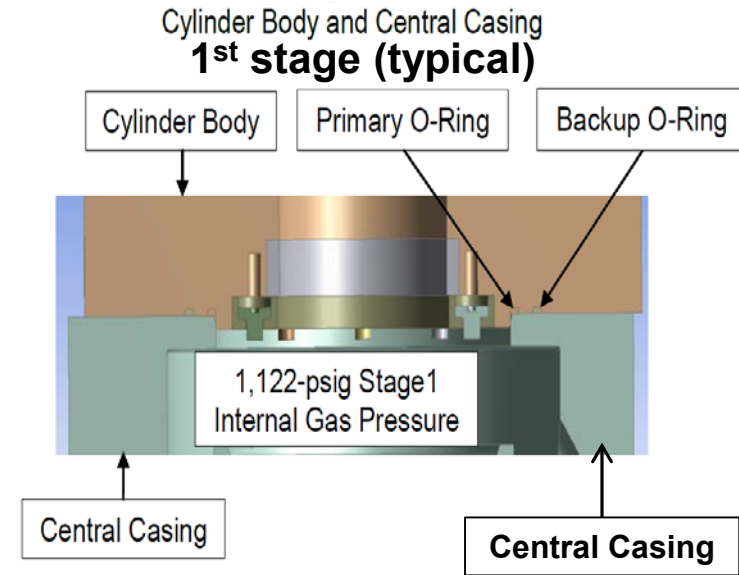 Cylinder Body and Central Casing
1st stage (typical)
Cylinder Body
Primary O-Ring
Backup O-Ring
1,122-psig Stage1
Internal Gas Pressure
Central Casing
Central Casing